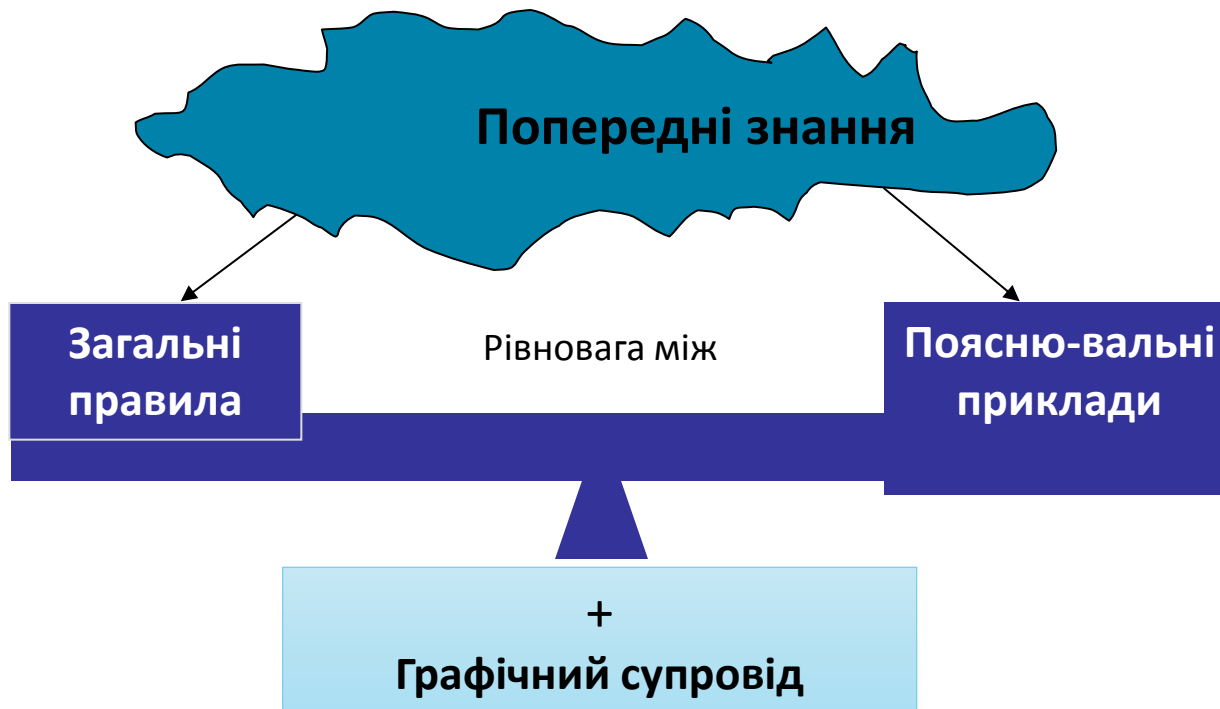 Попередні знання
Загальні
правила
Рівновага між
Поясню-вальні
приклади
+
Графічний супровід